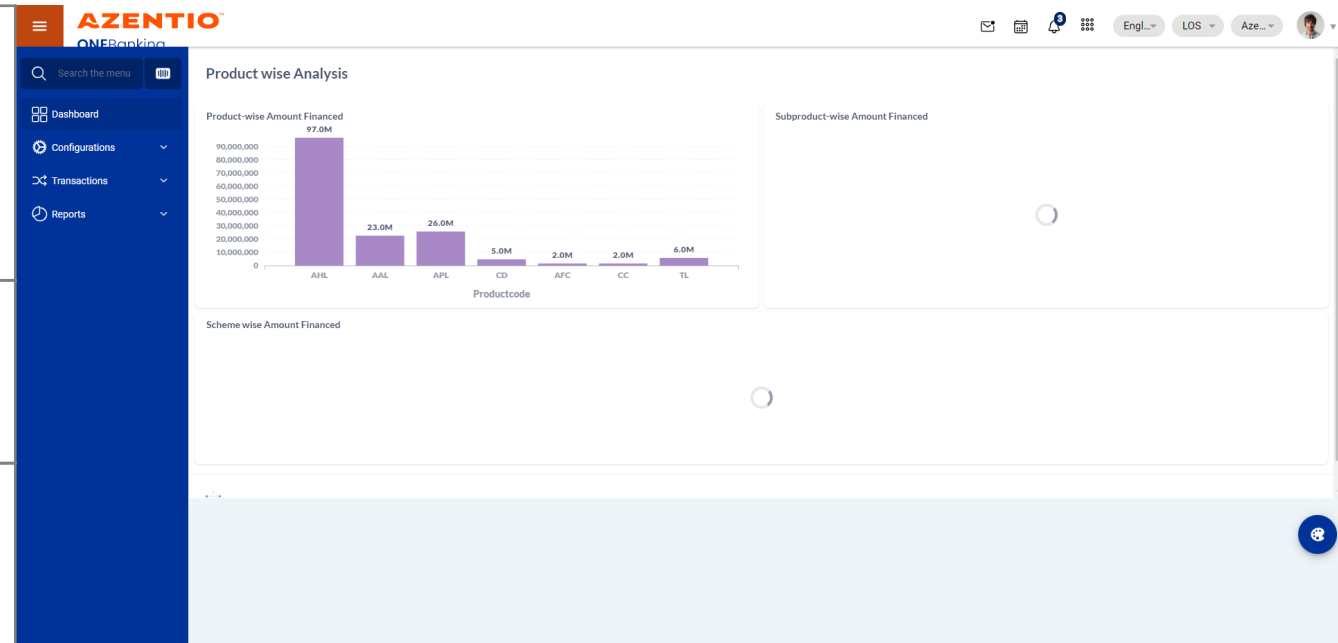 AZENTIO™
ONEBanking
3
Engl...
LOS
Aze...
Search the menu
Dashboard
Configurations
Transactions
Reports
Product wise Analysis
Product-wise Amount Financed
97.0M
90,000,000
80,000,000
70,000,000
60,000,000
50,000,000
40,000,000
30,000,000
20,000,000
10,000,000
0
23.0M
26.0M
5.0M
2.0M
2.0M
6.0M
AHL
AAL
APL
CD
AFC
CC
TL
Productcode
Subproduct-wise Amount Financed
Scheme wise Amount Financed